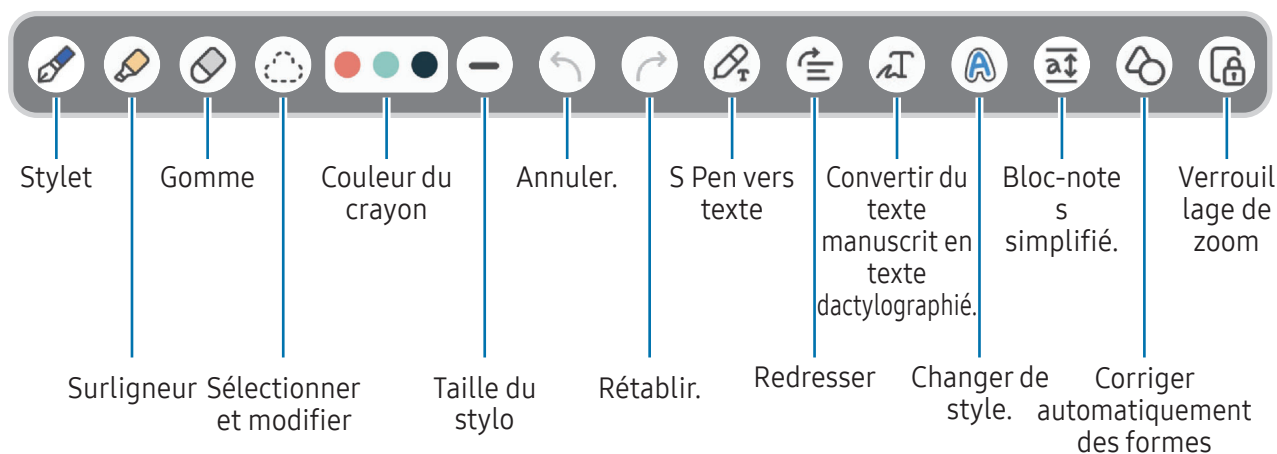 Stylet
Gomme
Couleur du
crayon
Annuler.
S Pen vers
texte
Convertir du
texte
manuscrit en
texte
dactylographié.
Bloc-note
s
simplifié.
Verrouil
lage de
zoom
Surligneur
Sélectionner
et modifier
Taille du
stylo
Rétablir.
Redresser
Changer de
style.
Corriger
automatiquement
des formes